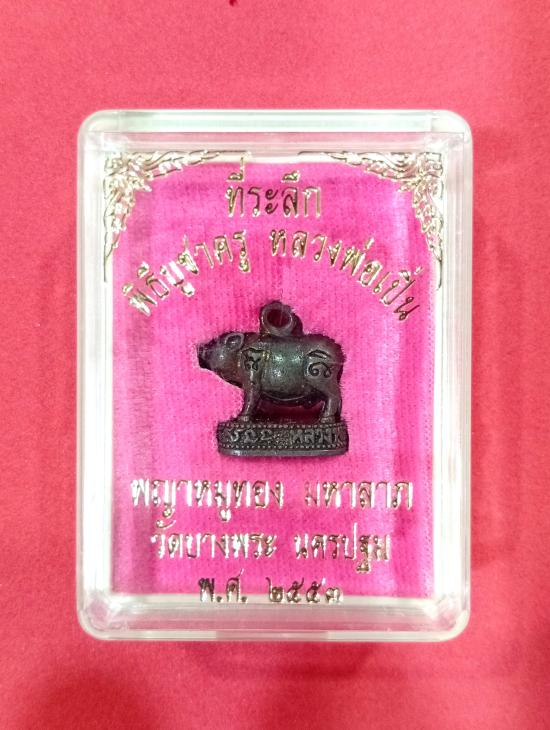 ที่ระลึก
พิธีบูชาครู หลวงพ่อเปิ่น
พญาหมูทอง มหาลาภ
วัดบางพระ นครปฐม
พ.ศ. ๒๕๕๓